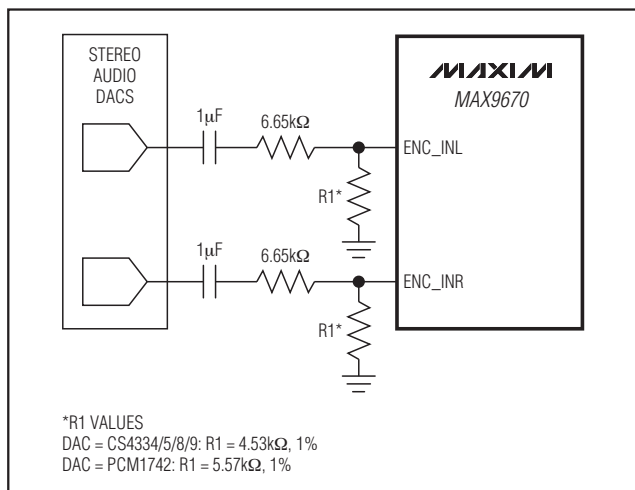 STEREO
AUDIO
DACS
MAXIM
MAX9670
1µF
6.65kΩ
ENC_INL
R1*
1µF
6.65kΩ
ENC_INR
R1*
*R1 VALUES
DAC = CS4334/5/8/9: R1 = 4.53kΩ, 1%
DAC = PCM1742: R1 = 5.57kΩ, 1%